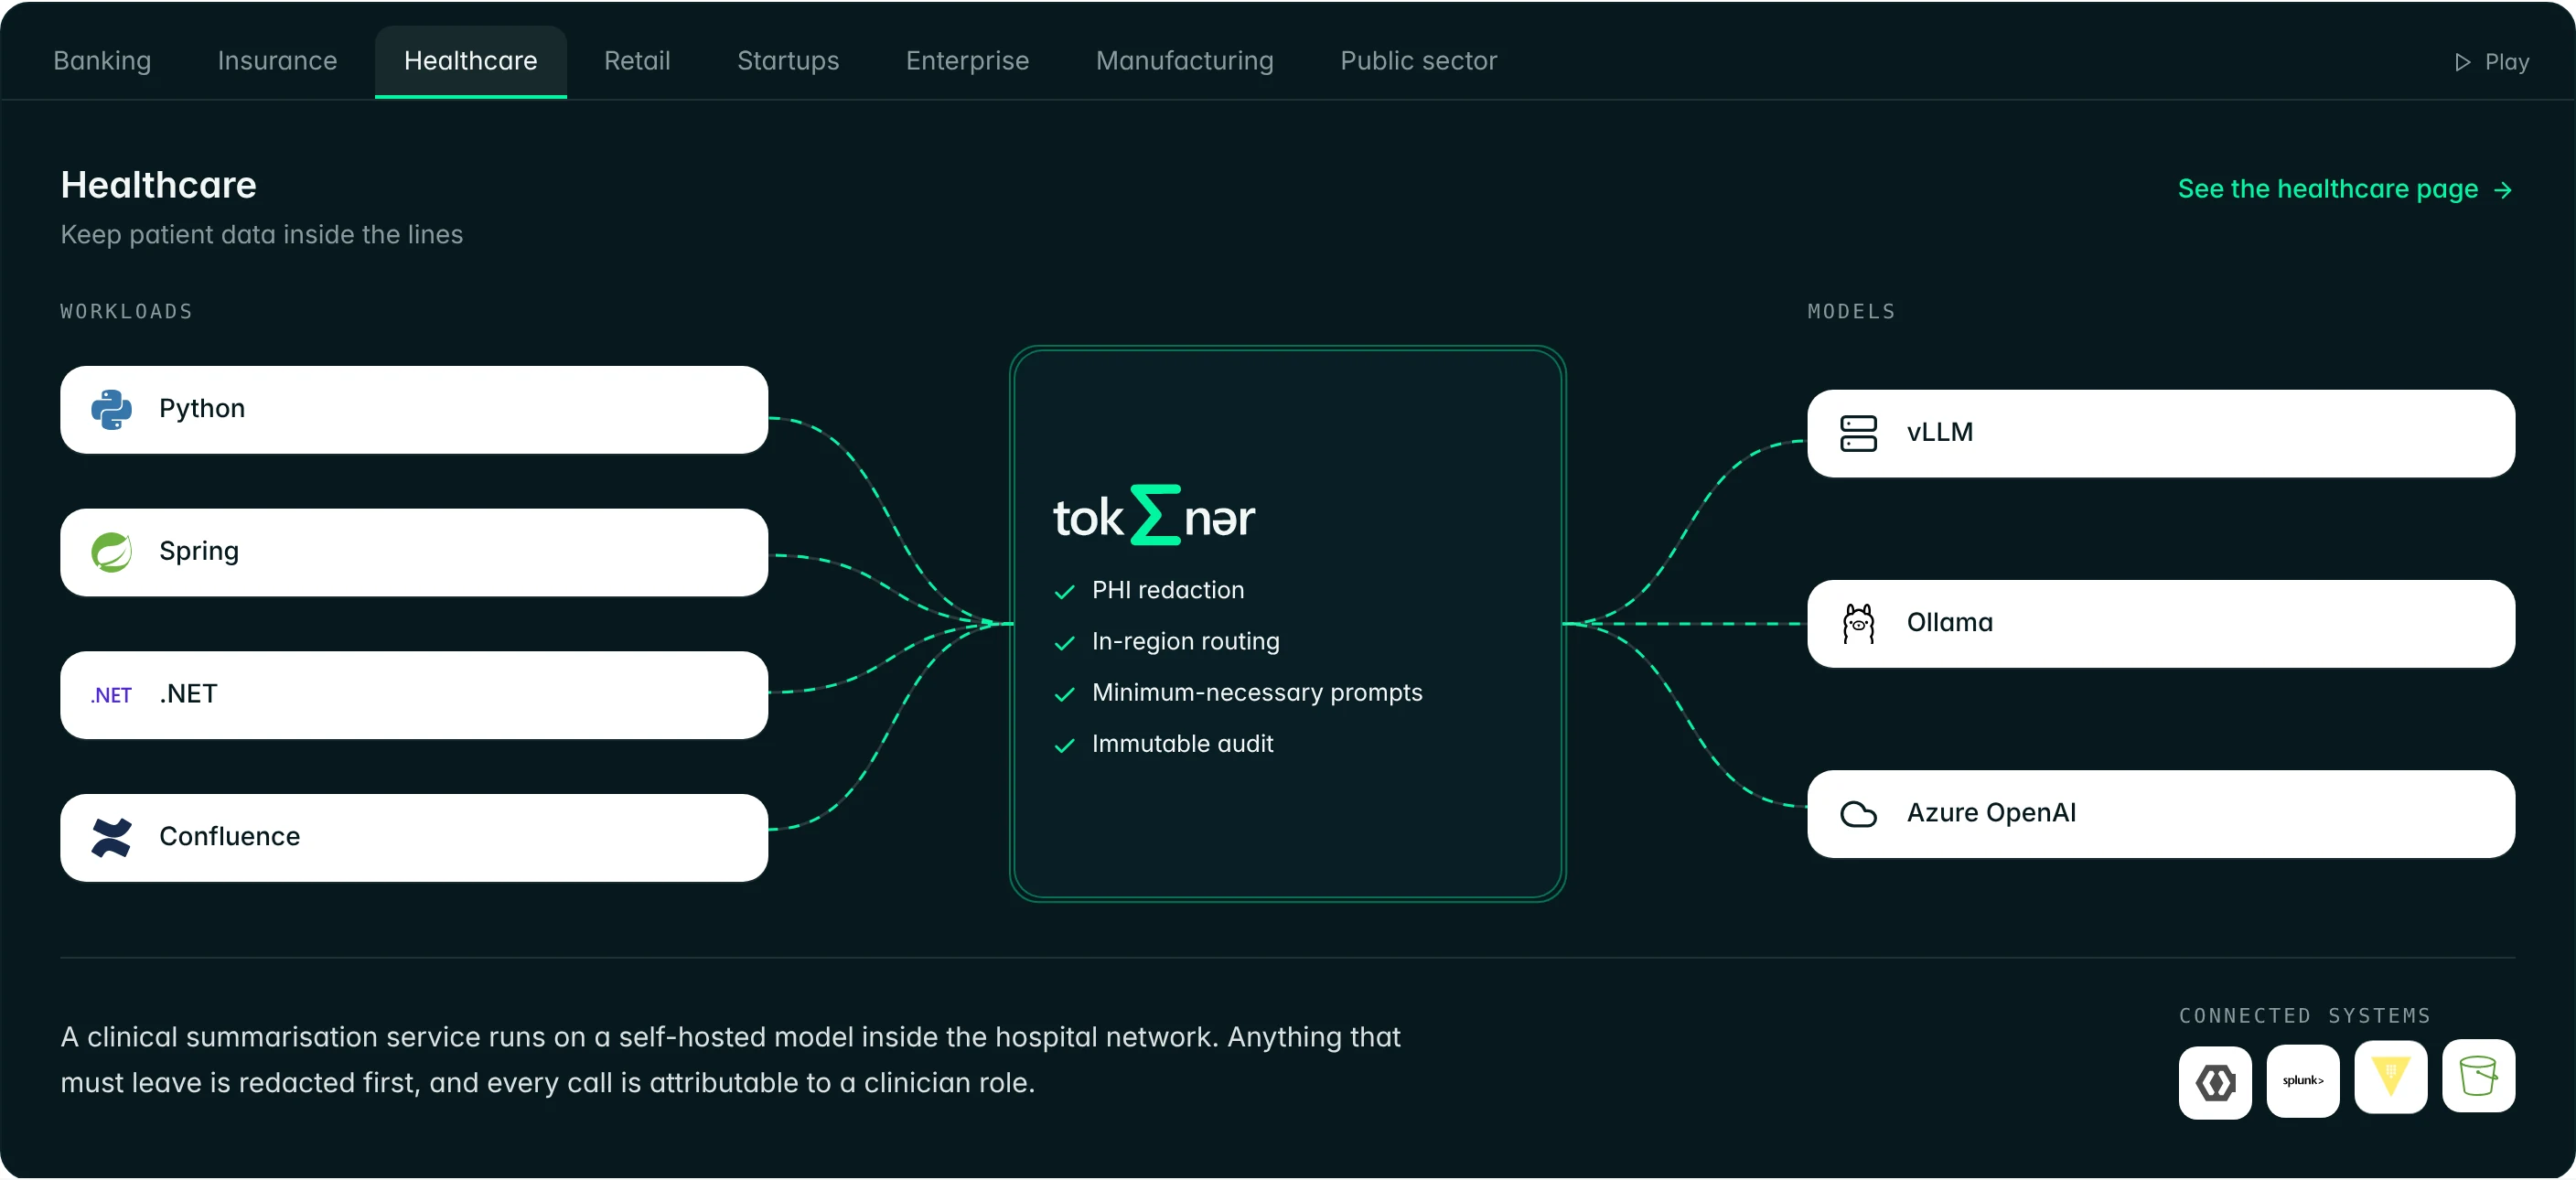 Banking
Insurance
Healthcare
Retail
Startups
Enterprise
Manufacturing
Public sector
Play
Healthcare
See the healthcare page →
Keep patient data inside the lines
WORKLOADS
MODELS
Python
Spring
.NET .NET
Confluence
tokΣnər
PHI redaction
In-region routing
Minimum-necessary prompts
Immutable audit
vLLM
Ollama
Azure OpenAI
A clinical summarisation service runs on a self-hosted model inside the hospital network. Anything that
must leave is redacted first, and every call is attributable to a clinician role.
CONNECTED SYSTEMS
splunk>